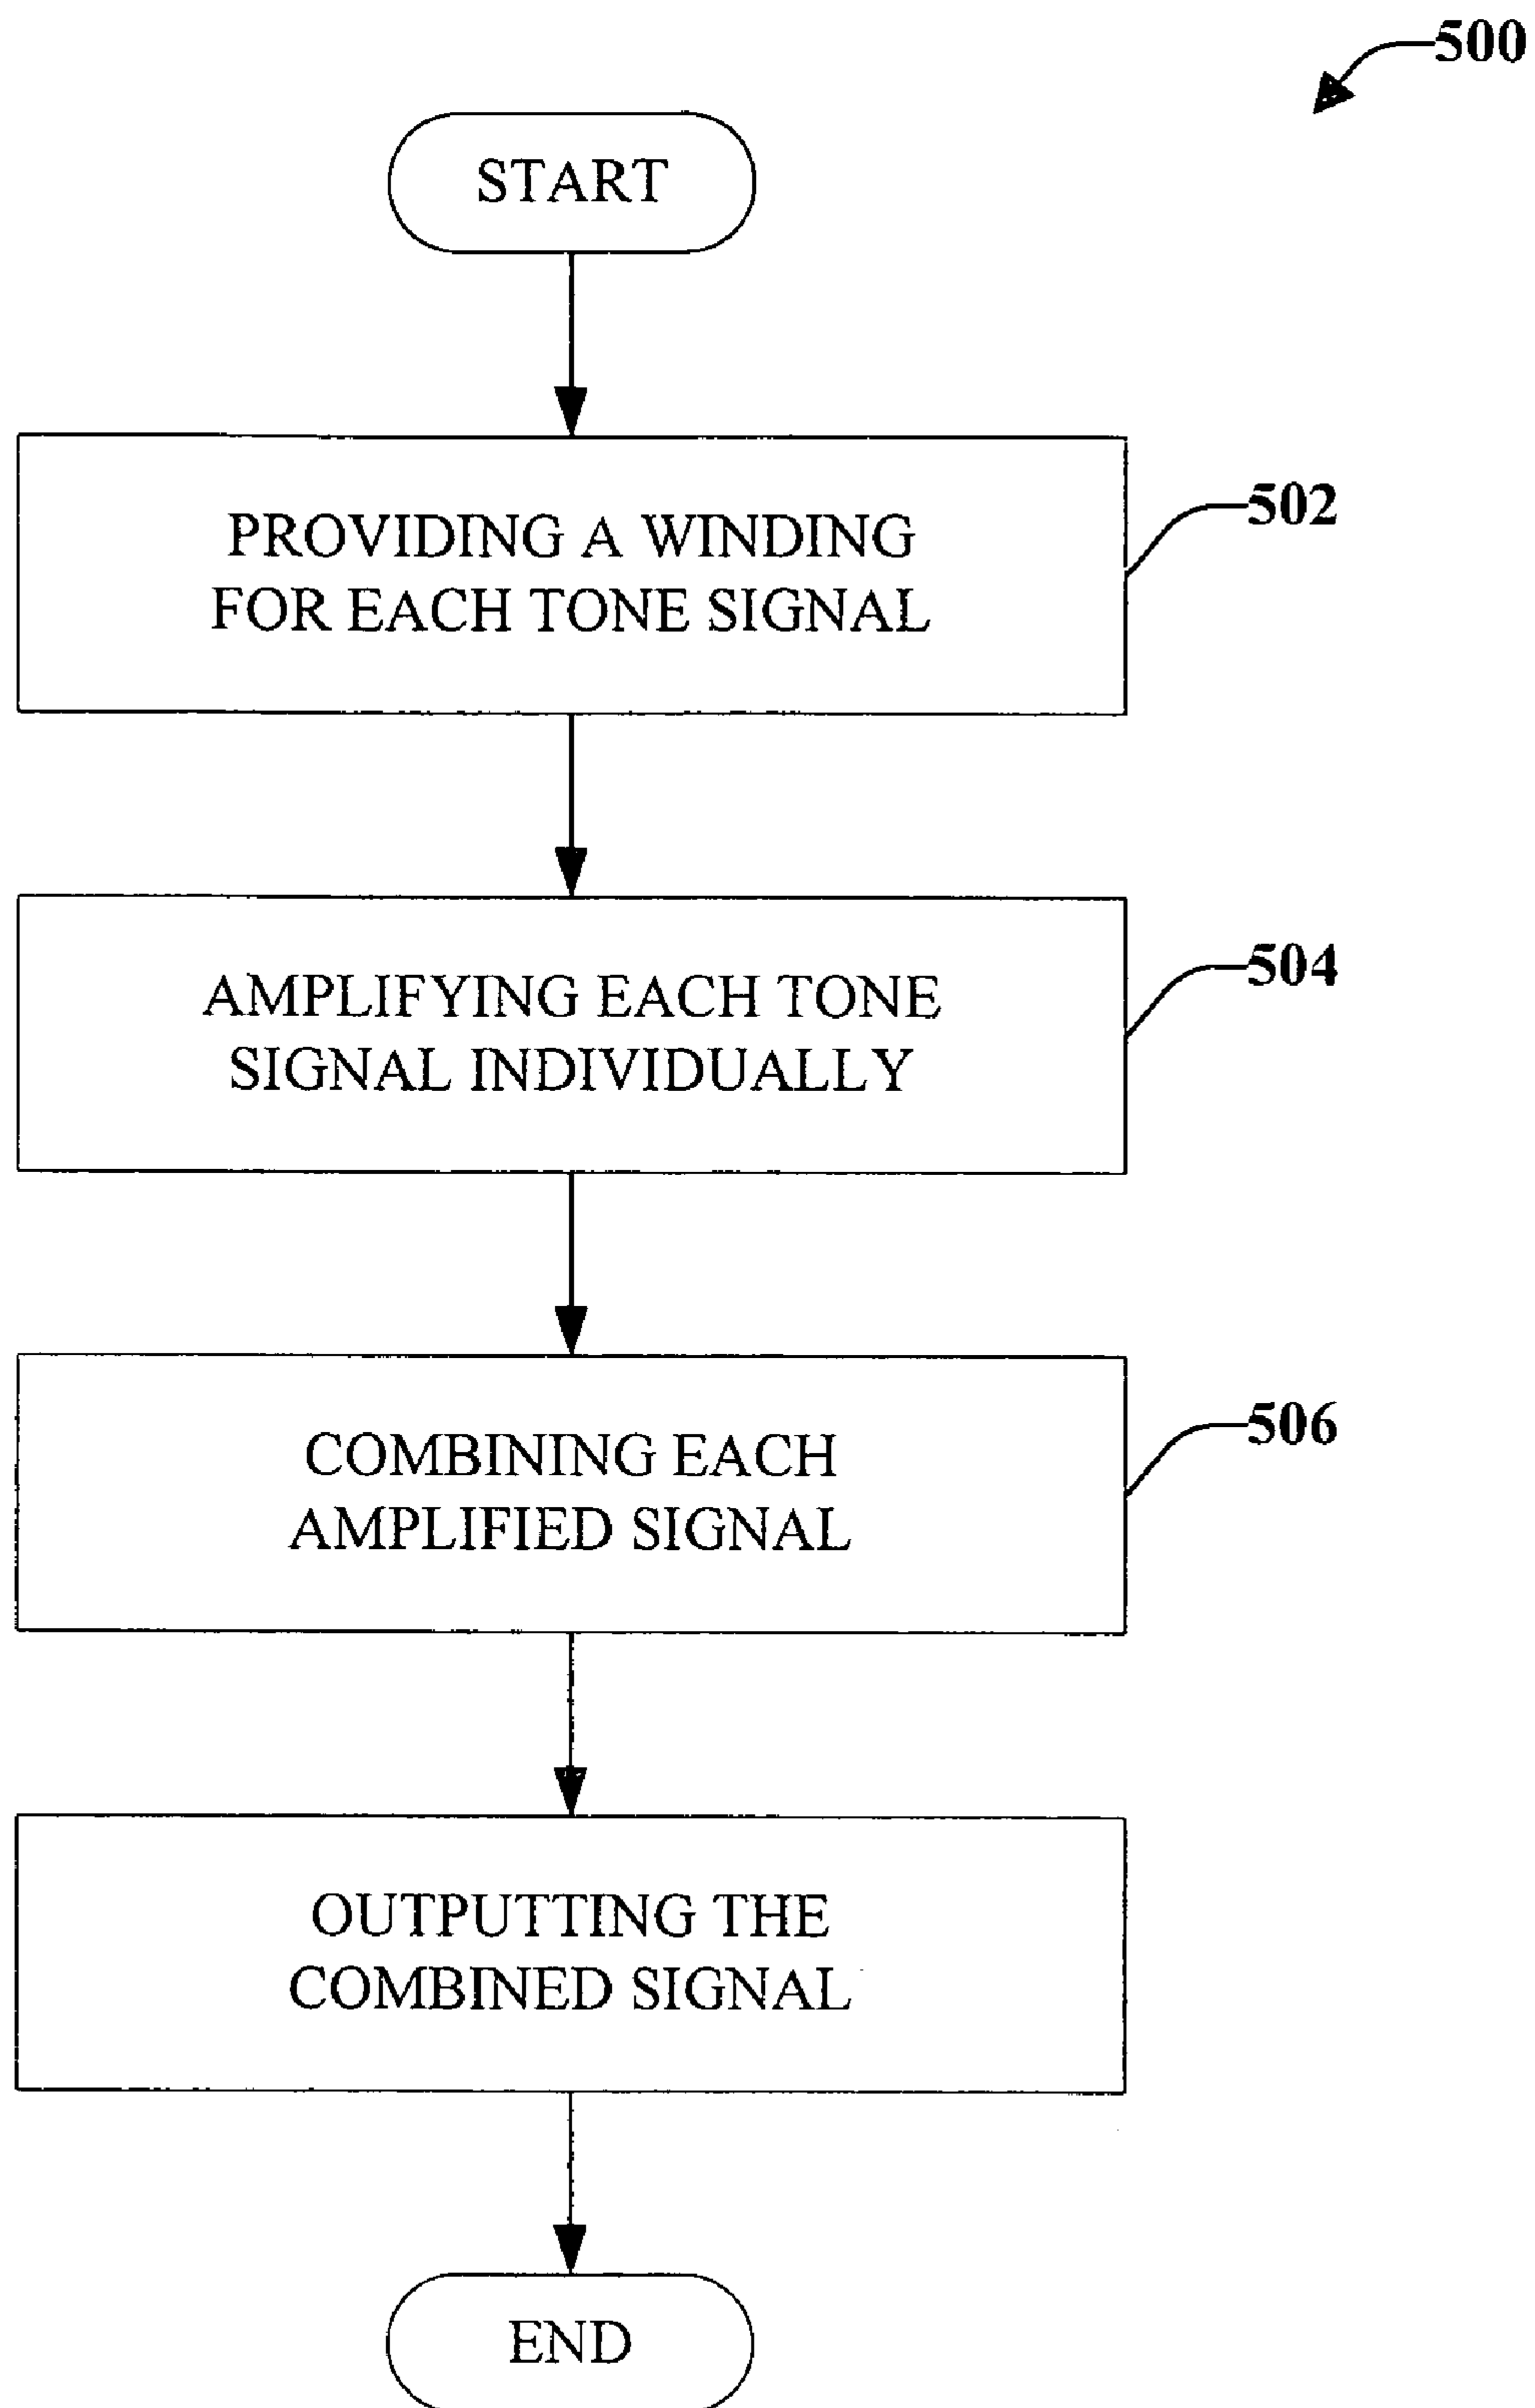 500
START
PROVIDING A WINDING
FOR EACH TONE SIGNAL
502
AMPLIFYING EACH TONE
SIGNAL INDIVIDUALLY
504
COMBINING EACH
AMPLIFIED SIGNAL
506
OUTPUTTING THE
COMBINED SIGNAL
END